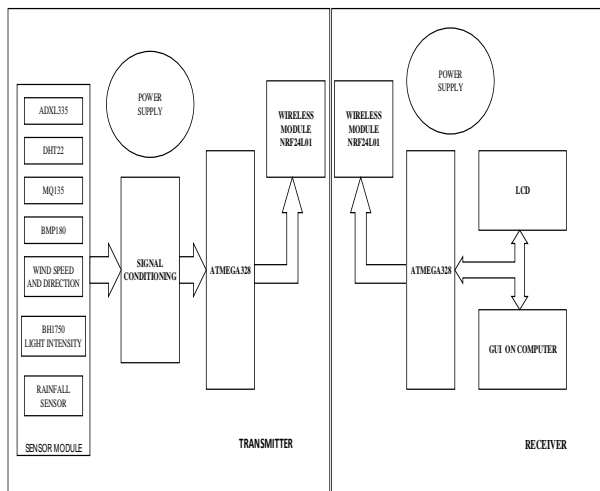 ADXL335
DHT22
MQ135
BMP180
WIND SPEED
AND DIRECTION
BH1750
LIGHT INTENSITY
RAINFALL
SENSOR
SENSOR MODULE
POWER
SUPPLY
SIGNAL
CONDITIONING
ATMEGA328
WIRELESS
MODULE
NRF24L01
TRANSMITTER
WIRELESS
MODULE
NRF24L01
POWER
SUPPLY
ATMEGA328
LCD
GUI ON COMPUTER
RECEIVER